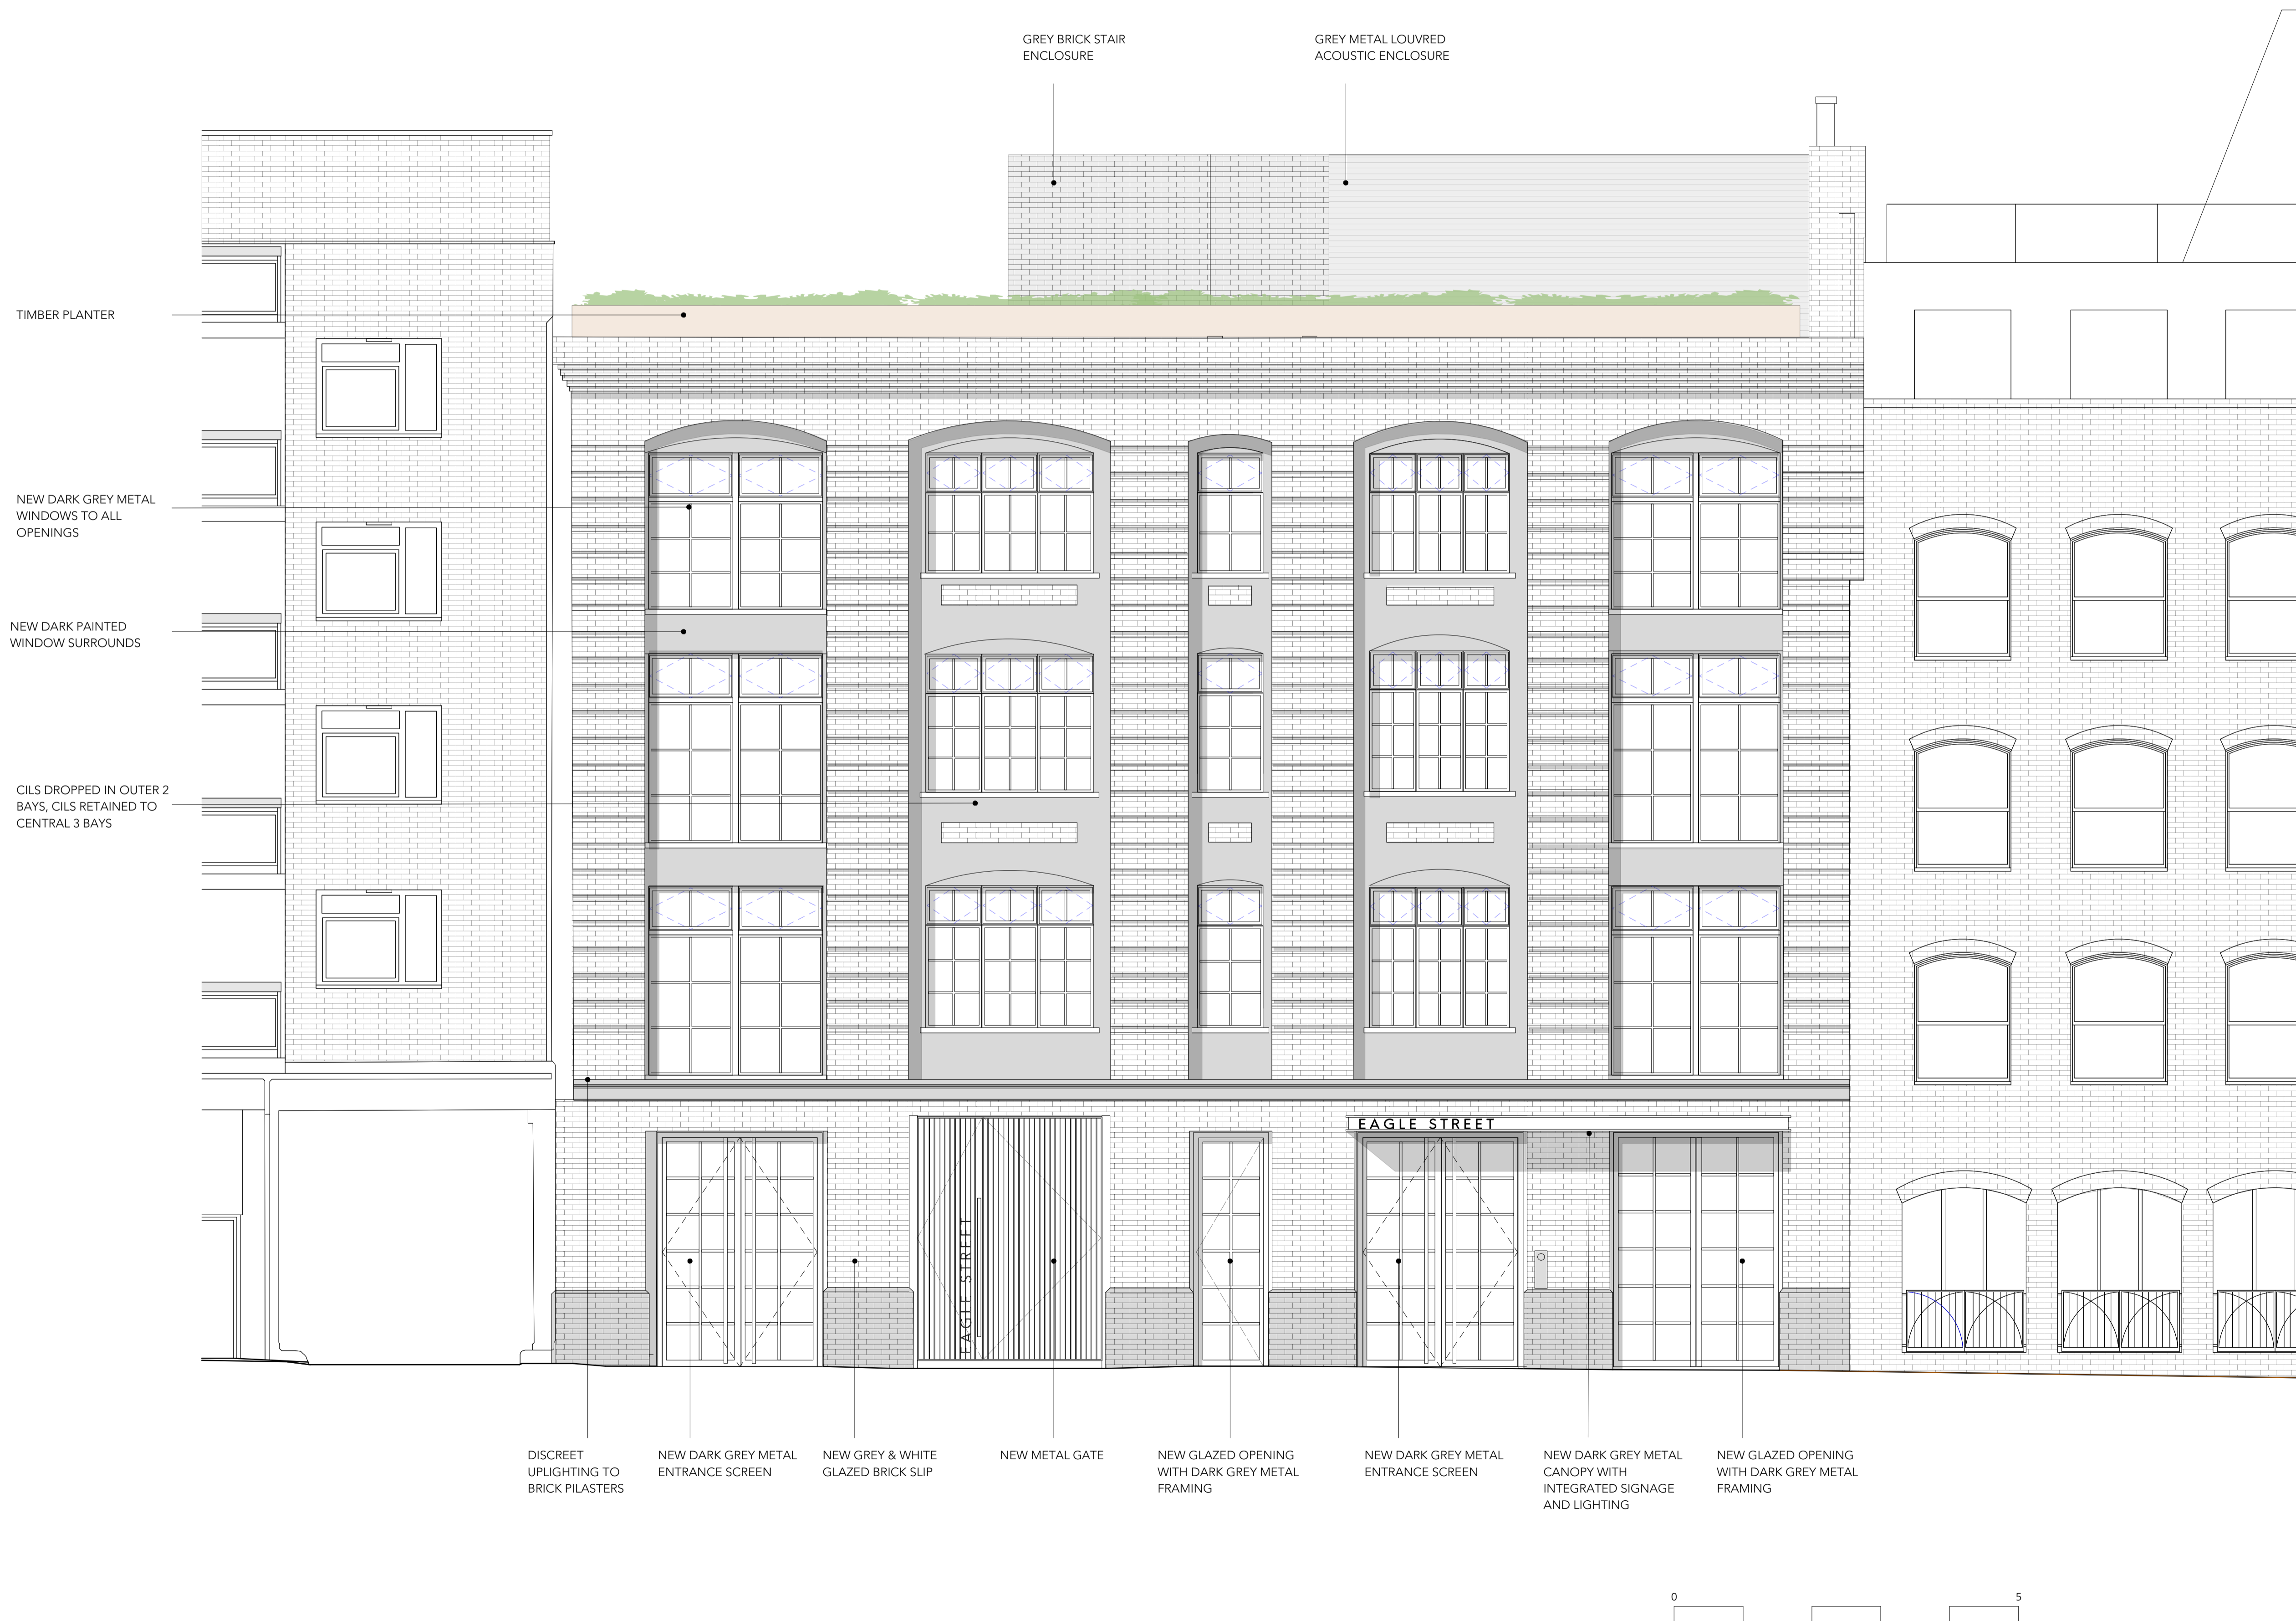 GREY BRICK STAIR
ENCLOSURE
GREY METAL LOUVRED
ACOUSTIC ENCLOSURE
TIMBER PLANTER
NEW DARK GREY METAL
WINDOWS TO ALL
OPENINGS
NEW DARK PAINTED
WINDOW SURROUNDS
CILS DROPPED IN OUTER 2
BAYS, CILS RETAINED TO
CENTRAL 3 BAYS
EAGLE STREET
EAGLE STREET
DISCREET
UPLIGHTING TO
BRICK PILASTERS
NEW DARK GREY METAL
ENTRANCE SCREEN
NEW GREY & WHITE
GLAZED BRICK SLIP
NEW METAL GATE
NEW GLAZED OPENING
WITH DARK GREY METAL
FRAMING
NEW DARK GREY METAL
ENTRANCE SCREEN
NEW DARK GREY METAL
CANOPY WITH
INTEGRATED SIGNAGE
AND LIGHTING
NEW GLAZED OPENING
WITH DARK GREY METAL
FRAMING
0 5